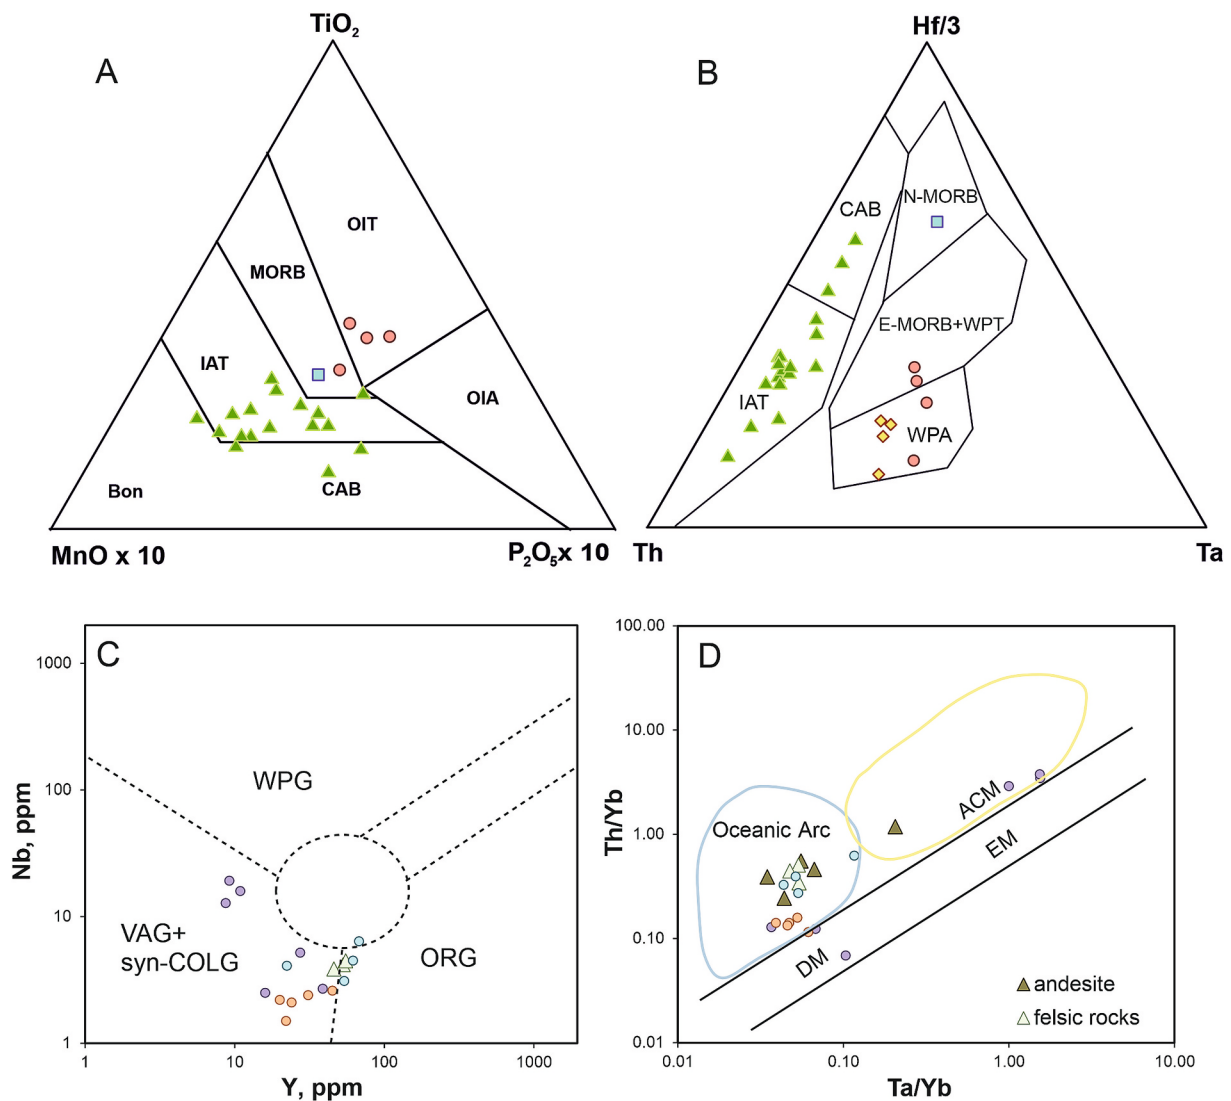 TiO₂
A
OIT
MORB
IAT
OIA
Bon
CAB
MnO x 10
P₂O₅x 10
Hf/3
B
CAB
N-MORB
E-MORB+WPT
IAT
WPA
Th
Ta
C
1000
100
10
1
Nb, ppm
WPG
VAG+
syn-COLG
ORG
1
10
100
1000
Y, ppm
D
100.00
10.00
1.00
0.10
0.01
Th/Yb
Oceanic Arc
ACM
EM
DM
andesite
felsic rocks
0.01
0.10
1.00
10.00
Ta/Yb